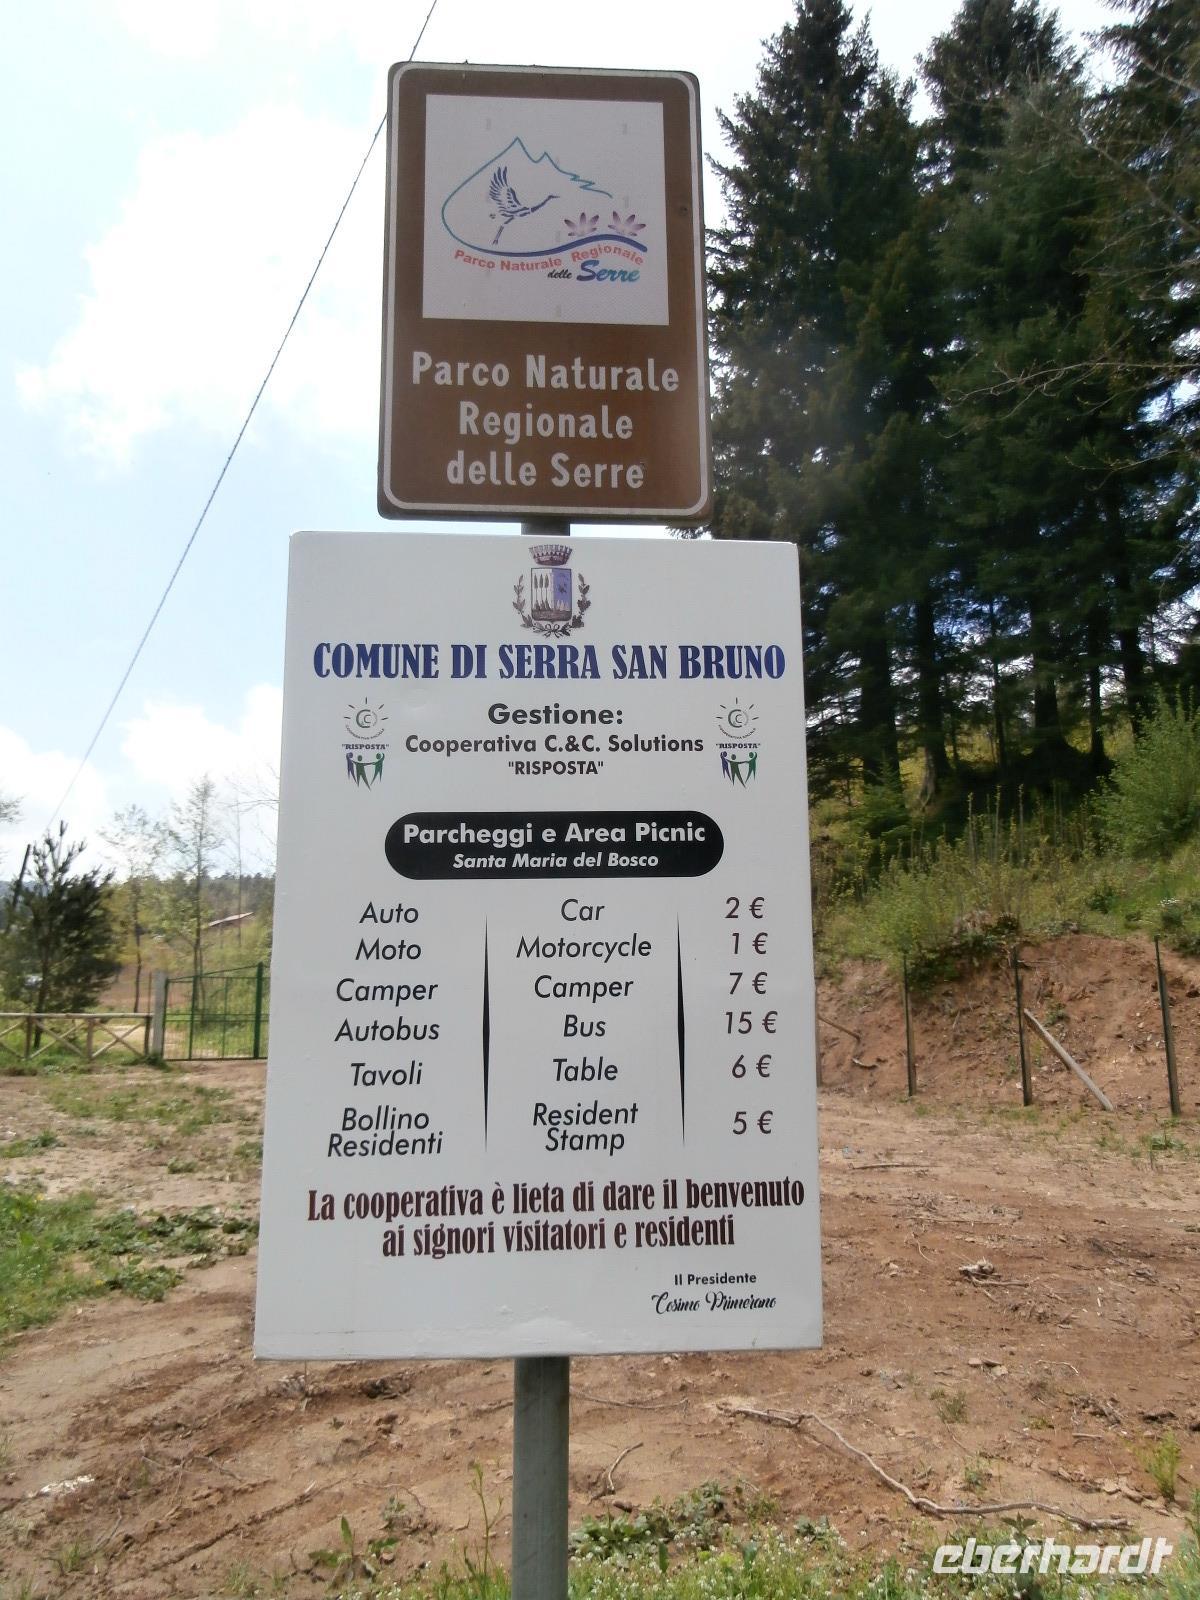 Parco Naturale Regionale
delle Serre
Parco Naturale
Regionale
delle Serre
COMUNE DI SERRA SAN BRUNO
Gestione:
Cooperativa C.&C. Solutions
"RISPOSTA"
"RISPOSTA"
"RISPOSTA"
Parcheggi e Area Picnic
Santa Maria del Bosco
Auto Car 2 €
Moto Motorcycle 1 €
Camper Camper 7 €
Autobus Bus 15 €
Tavoli Table 6 €
Bollino Residenti Resident Stamp 5 €
La cooperativa è lieta di dare il benvenuto
ai signori visitatori e residenti
Il Presidente
Cosimo Primerano
eberhardt